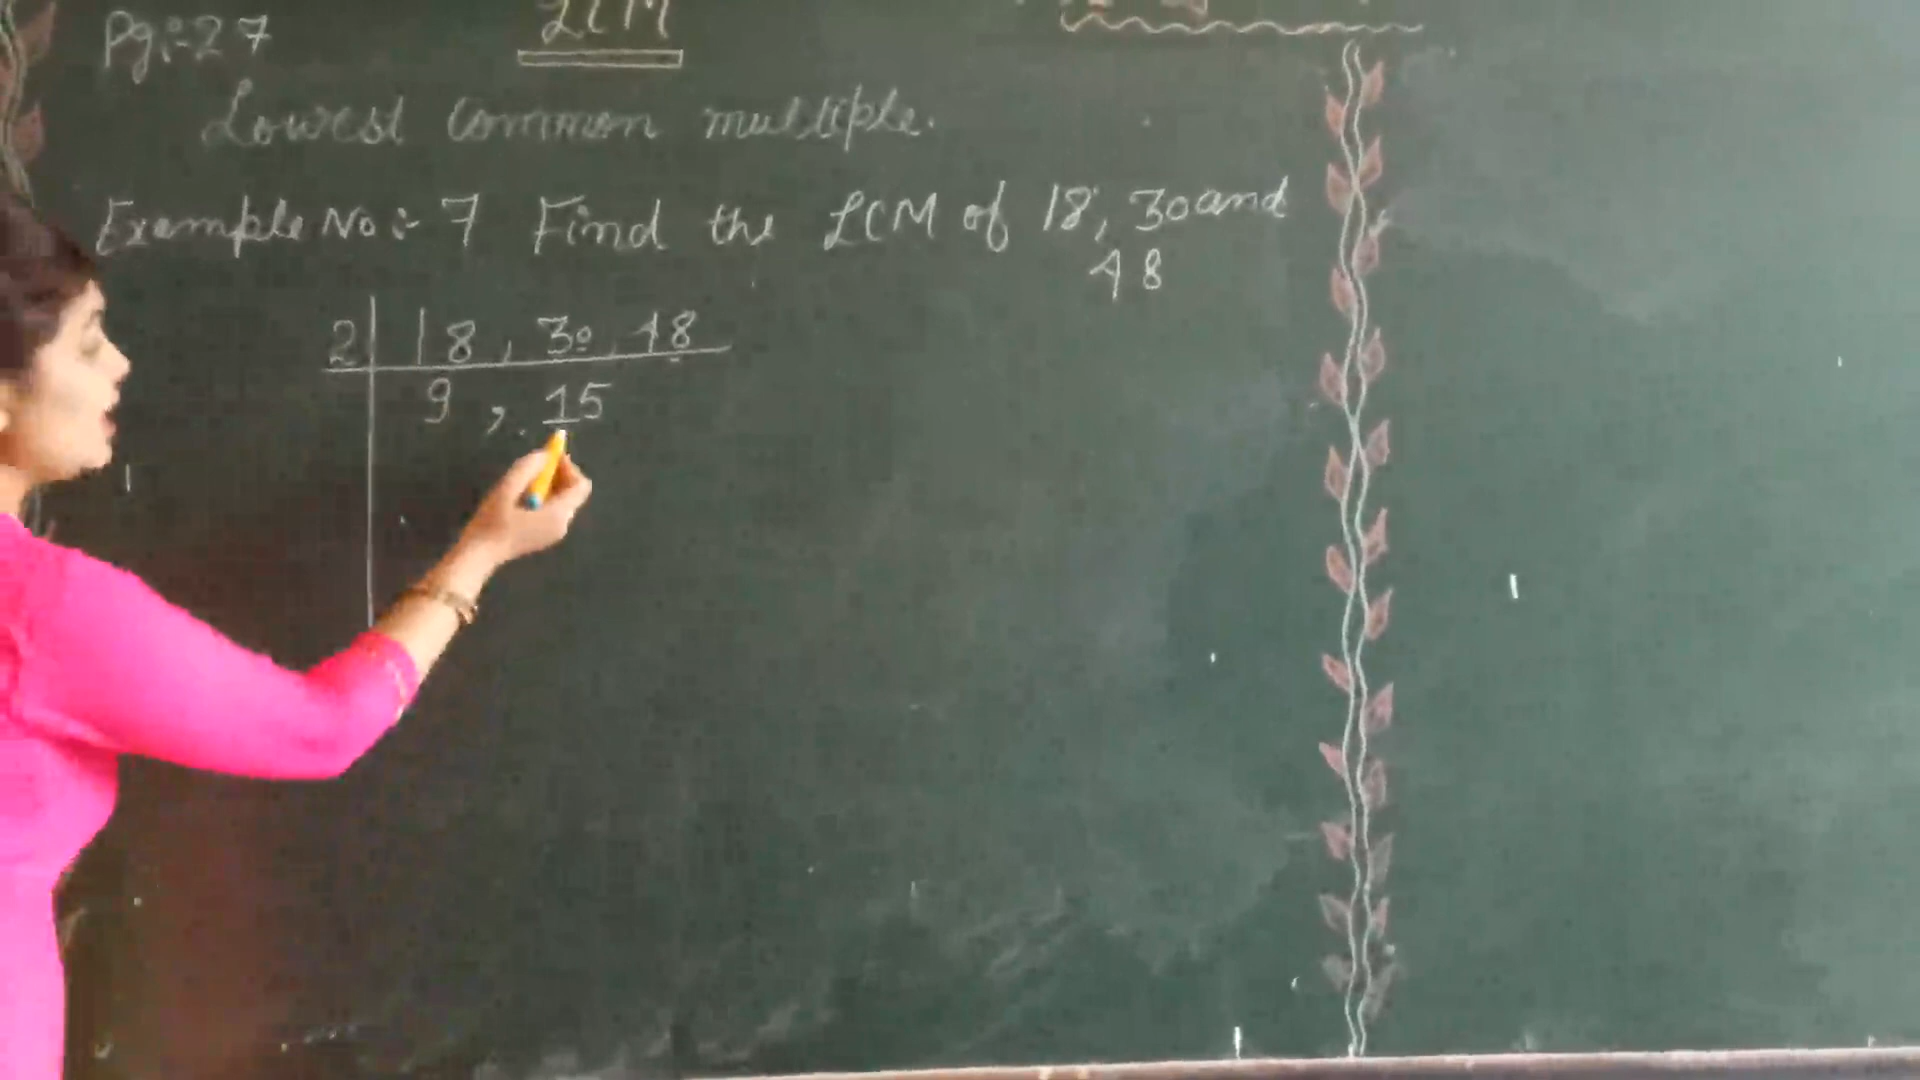 Pg:-27
LCM
Lowest common multiple.
Example No:- 7 Find the LCM of 18, 30 and
48
2 | 18, 30, 48
9, 15